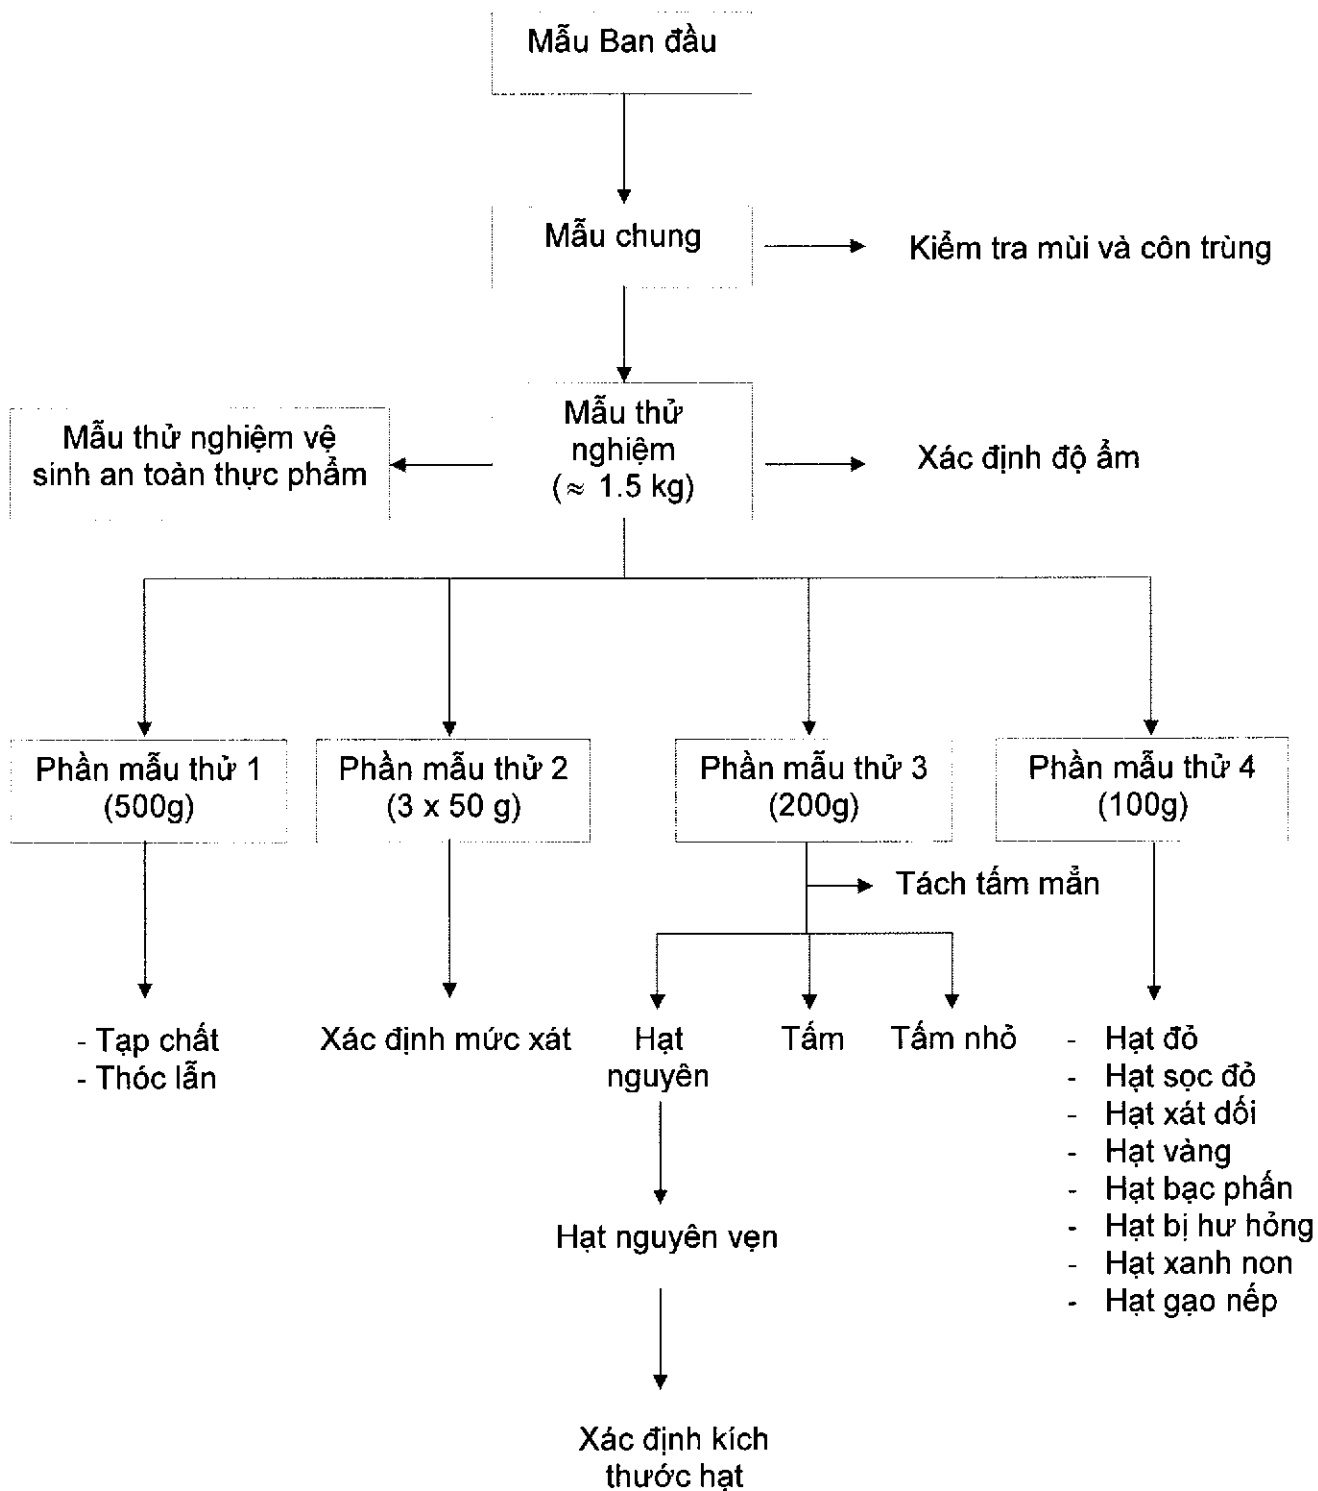 Mẫu Ban đầu
Mẫu chung
Kiểm tra mùi và côn trùng
Mẫu thử
nghiệm
(≈ 1.5 kg)
Mẫu thử nghiệm vệ
sinh an toàn thực phẩm
Xác định độ ẩm
Phần mẫu thử 1
(500g)
Phần mẫu thử 2
(3 x 50 g)
Phần mẫu thử 3
(200g)
Phần mẫu thử 4
(100g)
Tách tấm mẳn
- Tạp chất
- Thóc lẫn
Xác định mức xát
Hạt
nguyên
Tấm
Tấm nhỏ
- Hạt đỏ
- Hạt sọc đỏ
- Hạt xát dối
- Hạt vàng
- Hạt bạc phấn
- Hạt bị hư hỏng
- Hạt xanh non
- Hạt gạo nếp
Hạt nguyên vẹn
Xác định kích
thước hạt